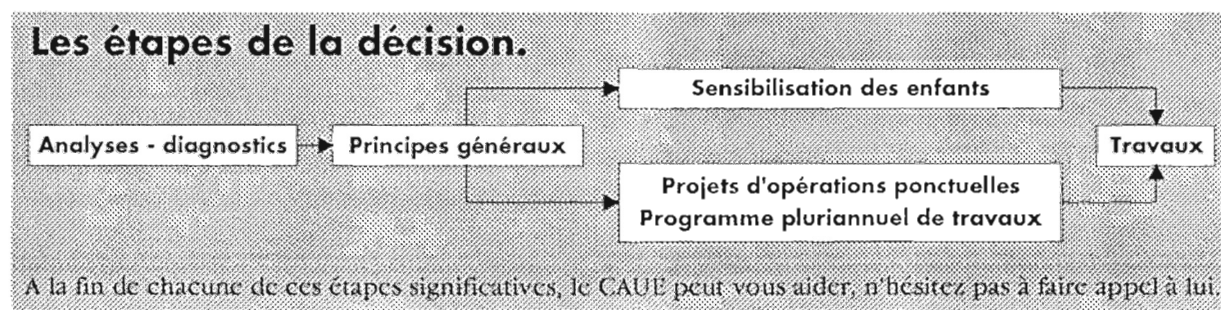 Les étapes de la décision.
Sensibilisation des enfants
Analyses - diagnostics
Principes généraux
Travaux
Projets d'opérations ponctuelles
Programme pluriannuel de travaux
A la fin de chacune de ces étapes significatives, le CAUE peut vous aider, n'hésitez pas à faire appel à lui.